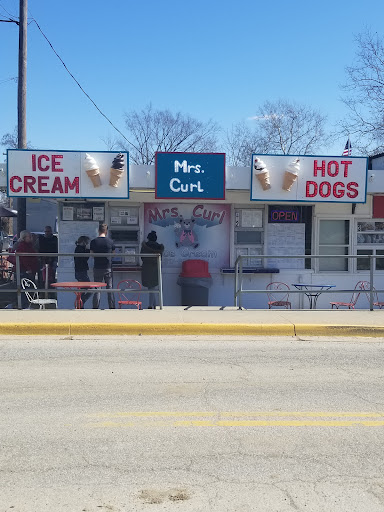 ICE
CREAM
Mrs.
Curl
HOT
DOGS
Mrs. Curl
OPEN